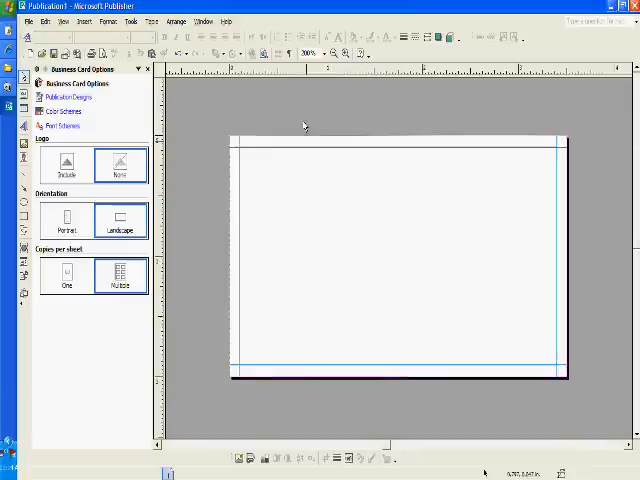 Publication1 - Microsoft Publisher
File Edit View Insert Format Tools Table Arrange Window Help
Type a question for help
200%
Business Card Options
Business Card Options
Publication Designs
Color Schemes
Font Schemes
Logo
Include None
Orientation
Portrait Landscape
Copies per sheet
One Multiple